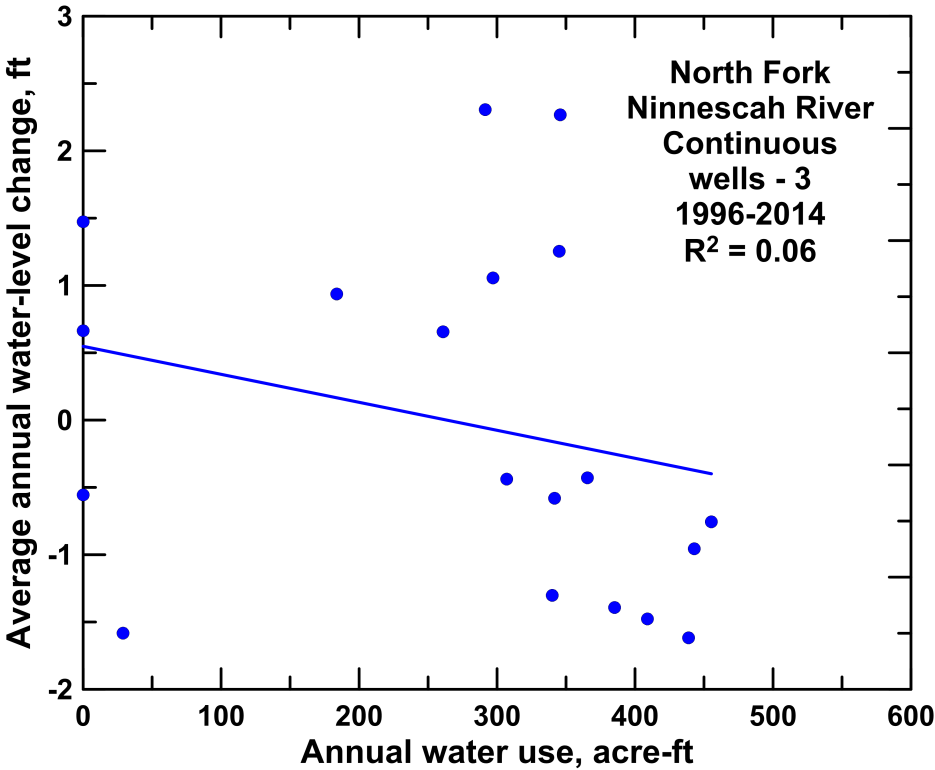 North Fork
Ninnescah River
Continuous
wells - 3
1996-2014
R² = 0.06
Average annual water-level change, ft
3
2
1
0
-1
-2
0 100 200 300 400 500 600
Annual water use, acre-ft